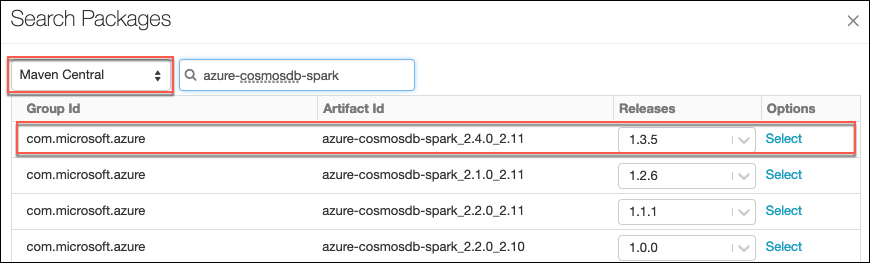 Search Packages
Maven Central azure-cosmosdb-spark
Group Id Artifact Id Releases Options
com.microsoft.azure azure-cosmosdb-spark_2.4.0_2.11 1.3.5 Select
com.microsoft.azure azure-cosmosdb-spark_2.1.0_2.11 1.2.6 Select
com.microsoft.azure azure-cosmosdb-spark_2.2.0_2.11 1.1.1 Select
com.microsoft.azure azure-cosmosdb-spark_2.2.0_2.10 1.0.0 Select